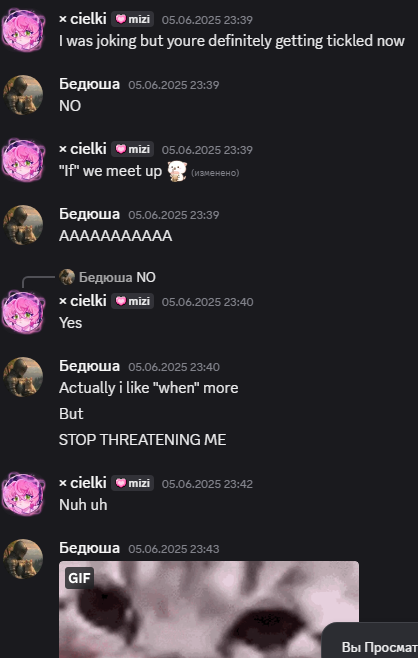 × cielki mizi 05.06.2025 23:39
I was joking but youre definitely getting tickled now
Бедюша 05.06.2025 23:39
NO
× cielki mizi 05.06.2025 23:39
"If" we meet up (изменено)
Бедюша 05.06.2025 23:39
AAAAAAAAAAA
Бедюша NO
× cielki mizi 05.06.2025 23:40
Yes
Бедюша 05.06.2025 23:40
Actually i like "when" more
But
STOP THREATENING ME
× cielki mizi 05.06.2025 23:42
Nuh uh
Бедюша 05.06.2025 23:43
GIF
Вы Просмат